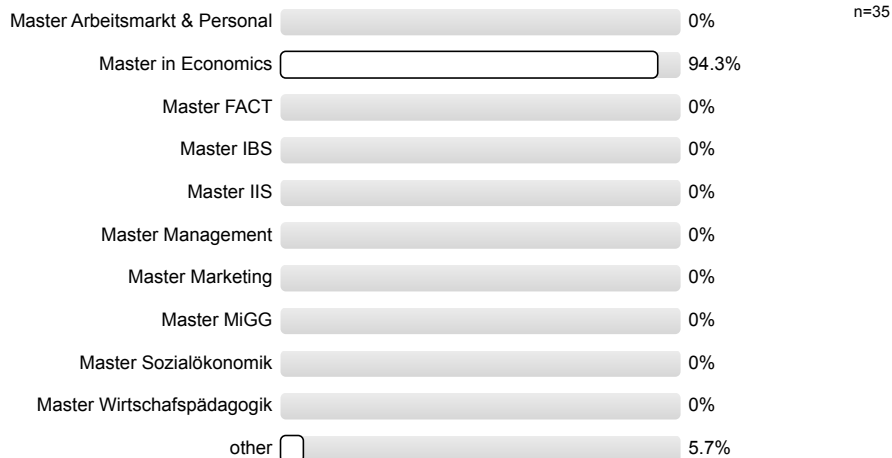 Master Arbeitsmarkt & Personal 0% n=35
Master in Economics 94.3%
Master FACT 0%
Master IBS 0%
Master IIS 0%
Master Management 0%
Master Marketing 0%
Master MiGG 0%
Master Sozialökonomik 0%
Master Wirtschafspädagogik 0%
other 5.7%